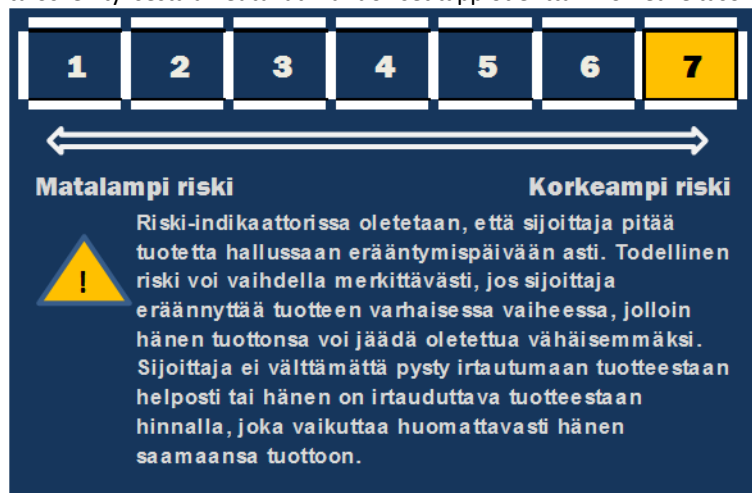 1 2 3 4 5 6 7
Matalampi riski Korkeampi riski
Riski-indikaattorissa oletetaan, että sijoittaja pitää
tuotetta hallussaan erääntymispäivään asti. Todellinen
! riski voi vaihdella merkittävästi, jos sijoittaja
eräännyttää tuotteen varhaisessa vaiheessa, jolloin
hänen tuottonsa voi jäädä oletettua vähäisemmäksi.
Sijoittaja ei välttämättä pysty irtautumaan tuotteestaan
helposti tai hänen on irtauduttava tuotteestaan
hinnalla, joka vaikuttaa huomattavasti hänen
saamaansa tuottoon.